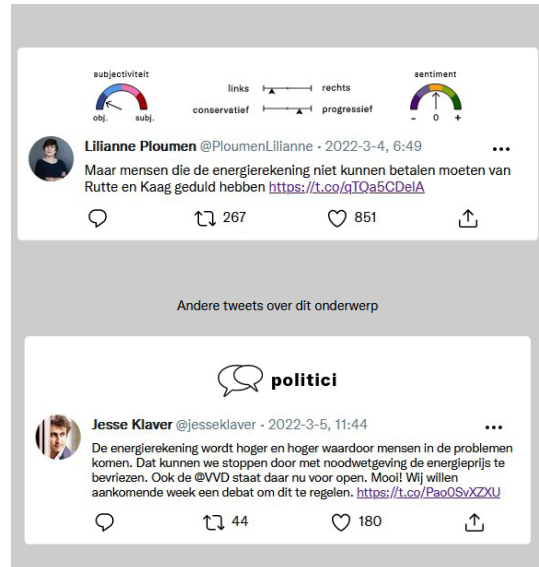 subjectiviteit
obj. subj.
links rechts
conservatief progressief
sentiment
- 0 +
Lilianne Ploumen @PloumenLilianne · 2022-3-4, 6:49
Maar mensen die de energierekening niet kunnen betalen moeten van
Rutte en Kaag geduld hebben https://t.co/qTQa5CDelA
267 851
Andere tweets over dit onderwerp
politici
Jesse Klaver @jesseklaver · 2022-3-5, 11:44
De energierekening wordt hoger en hoger waardoor mensen in de problemen
komen. Dat kunnen we stoppen door met noodwetgeving de energieprijs te
bevriezen. Ook de @VVD staat daar nu voor open. Mooi! Wij willen
aankomende week een debat om dit te regelen. https://t.co/Pao0SvXZXU
44 180